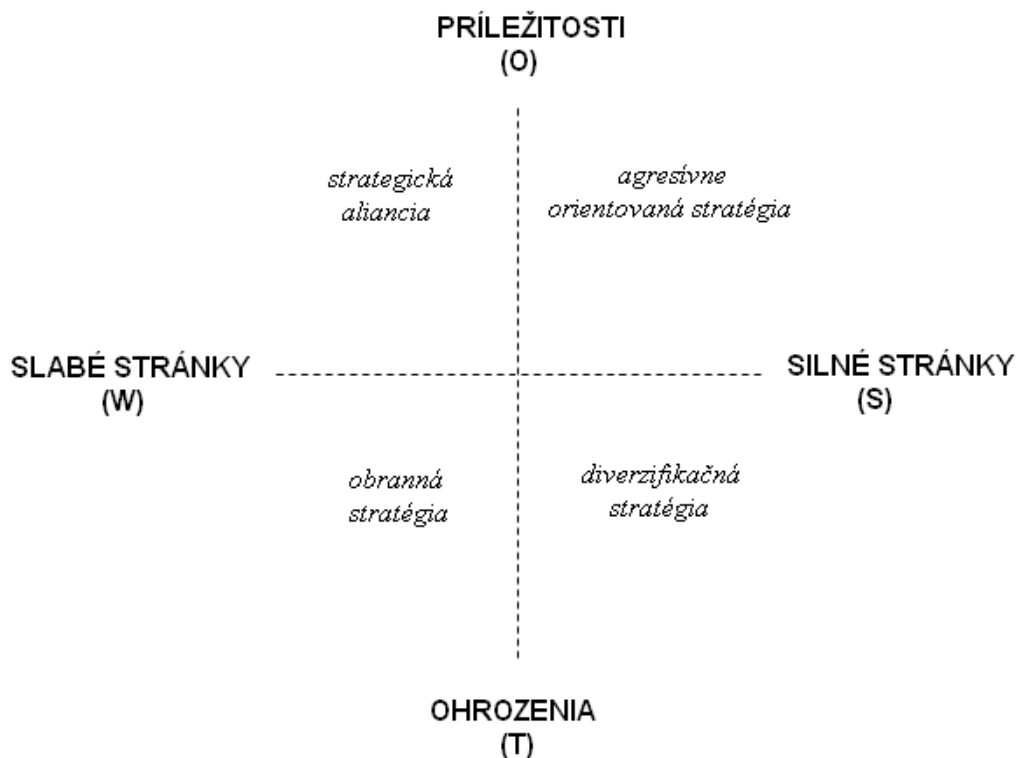 PRÍLEŽITOSTI
(O)
strategická
aliancia
agresívne
orientovaná stratégia
SLABÉ STRÁNKY
(W)
SILNÉ STRÁNKY
(S)
obranná
stratégia
diverzifikačná
stratégia
OHROZENIA
(T)